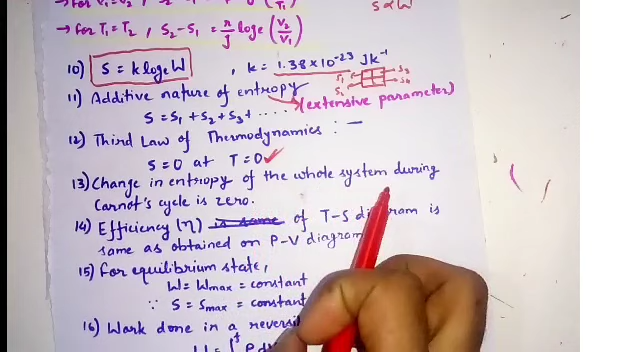 → for T₁=T₂, S₂-S₁ = r/J logₑ (V₂/V₁)
S ∝ W
10) S = k logₑ W , k = 1.38 × 10⁻²³ JK⁻¹
11) Additive nature of entropy
S = S₁ + S₂ + S₃ + .... (extensive parameter)
12) Third Law of Thermodynamics : —
S = 0 at T = 0 ✓
13) Change in entropy of the whole system during
Carnot's cycle is zero.
14) Efficiency (η) is same of T-S diagram is
same as obtained on P-V diagram
15) for equilibrium state,
W = Wmax = constant
∵ S = Smax = constant
16) Work done in a